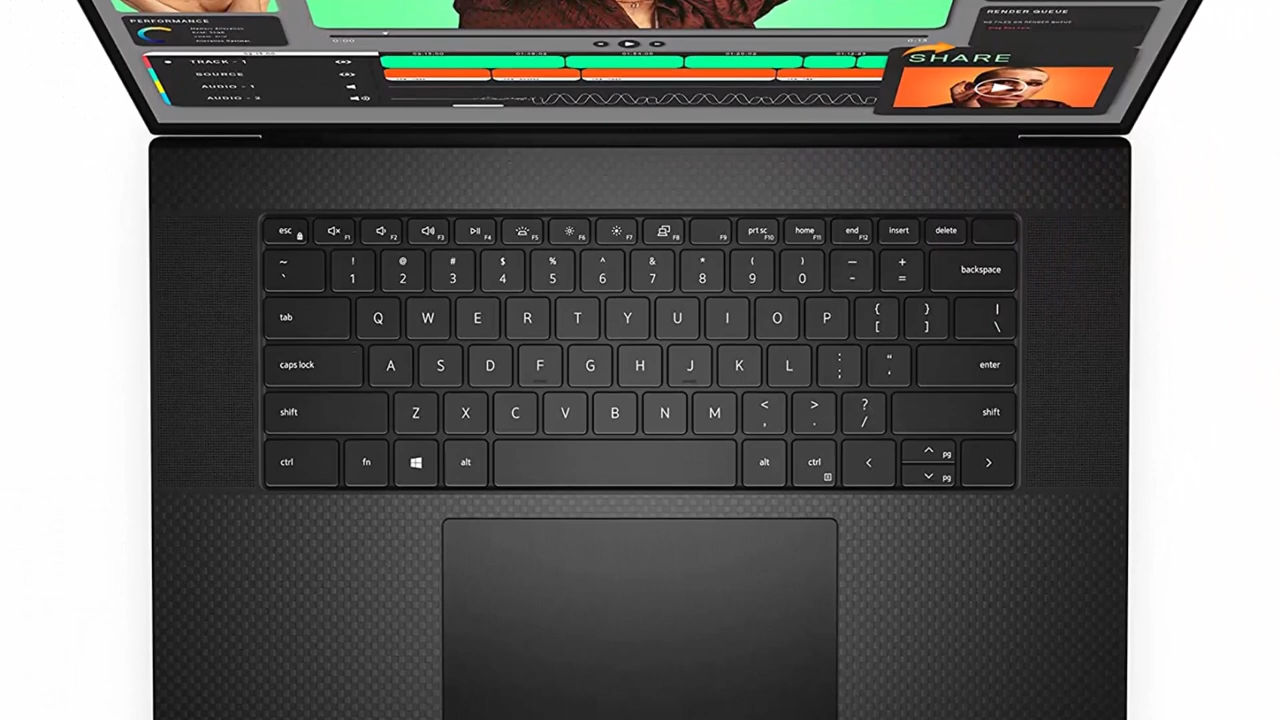 PERFORMANCE
RENDER QUEUE
0:00
SHARE
TRACK - 1
SOURCE
AUDIO - 1
AUDIO - 2
esc F1 F2 F3 F4 F5 F6 F7 F8 F9 prt sc F10 home F11 end F12 insert delete
~ ! @ # $ % ^ & * ( ) — +
` 1 2 3 4 5 6 7 8 9 0 - = backspace
tab Q W E R T Y U I O P { [ } ] | \
caps lock A S D F G H J K L : ; " ' enter
shift Z X C V B N M < , > . ? / shift
ctrl fn alt alt ctrl < ^ pg pg >